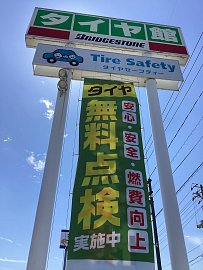 タイヤ館
BRIDGESTONE
Tire Safety
タイヤセーフティー
タイヤ
無料点検
実施中
安心・安全・燃費向上